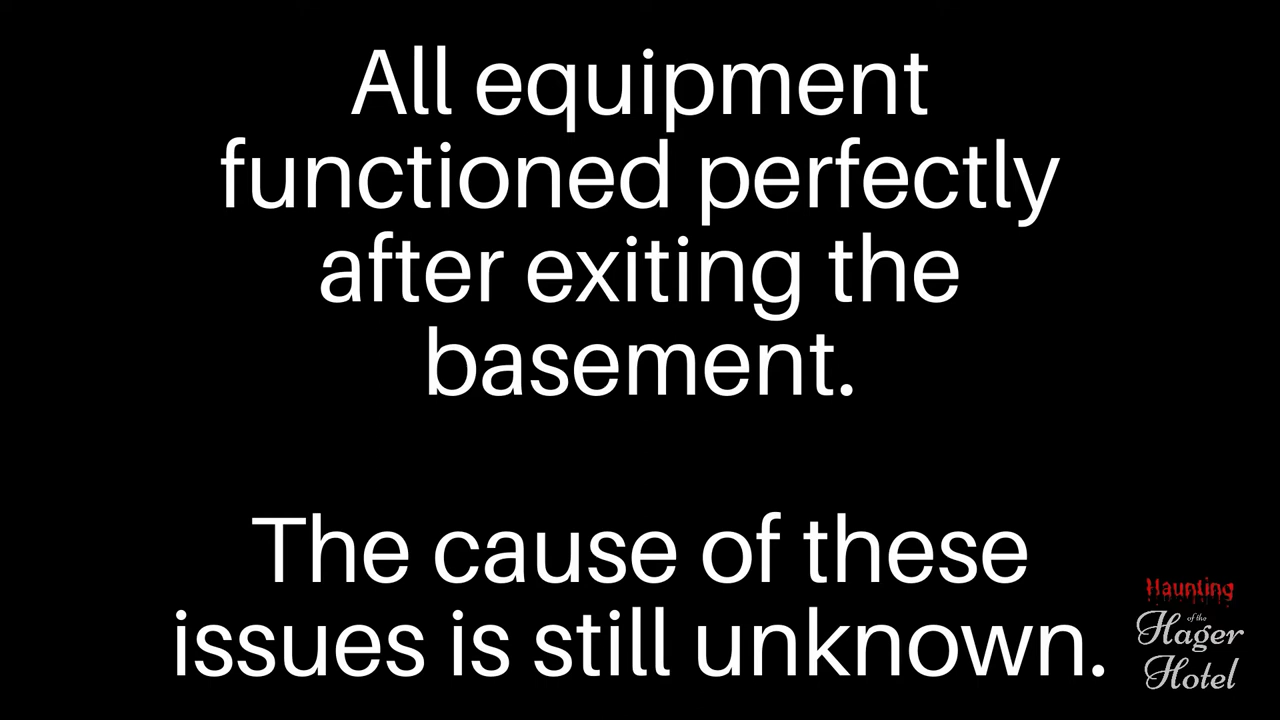 All equipment
functioned perfectly
after exiting the
basement.
The cause of these
issues is still unknown.
Haunting
of the
Hager
Hotel